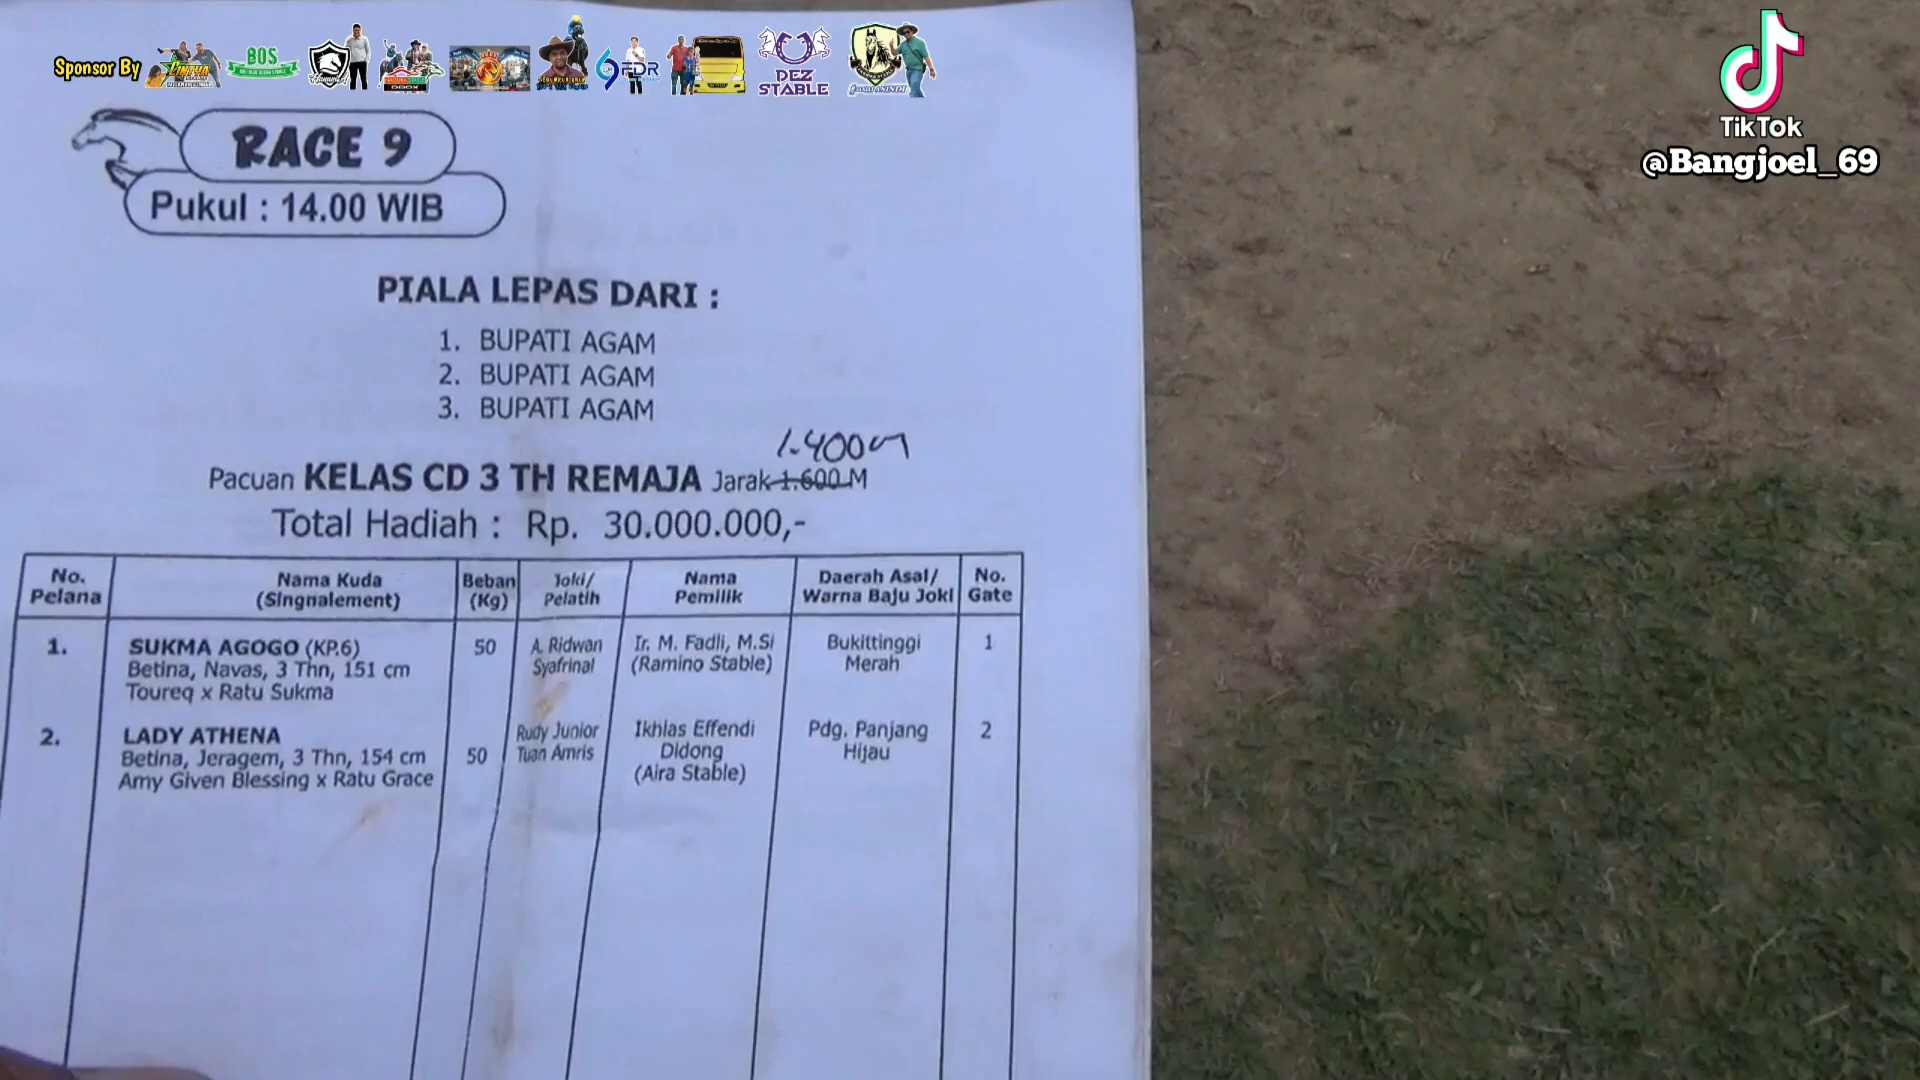 Sponsor By
BOS
FDR
DEZ
STABLE
TikTok
@Bangjoel_69
RACE 9
Pukul : 14.00 WIB
PIALA LEPAS DARI :
1. BUPATI AGAM
2. BUPATI AGAM
3. BUPATI AGAM
1.400 m
Pacuan KELAS CD 3 TH REMAJA Jarak 1.600 M
Total Hadiah : Rp. 30.000.000,-
No. Pelana Nama Kuda (Singnalement) Beban (Kg) Joki/ Pelatih Nama Pemilik Daerah Asal/ Warna Baju Joki No. Gate
1. SUKMA AGOGO (KP.6) 50 A. Ridwan Ir. M. Fadli, M.Si Bukittinggi 1
Betina, Navas, 3 Thn, 151 cm Syafrinal (Ramino Stable) Merah
Toureq x Ratu Sukma
2. LADY ATHENA Rudy Junior Ikhlas Effendi Pdg. Panjang 2
Betina, Jeragem, 3 Thn, 154 cm 50 Tuan Amris Didong Hijau
Amy Given Blessing x Ratu Grace (Aira Stable)